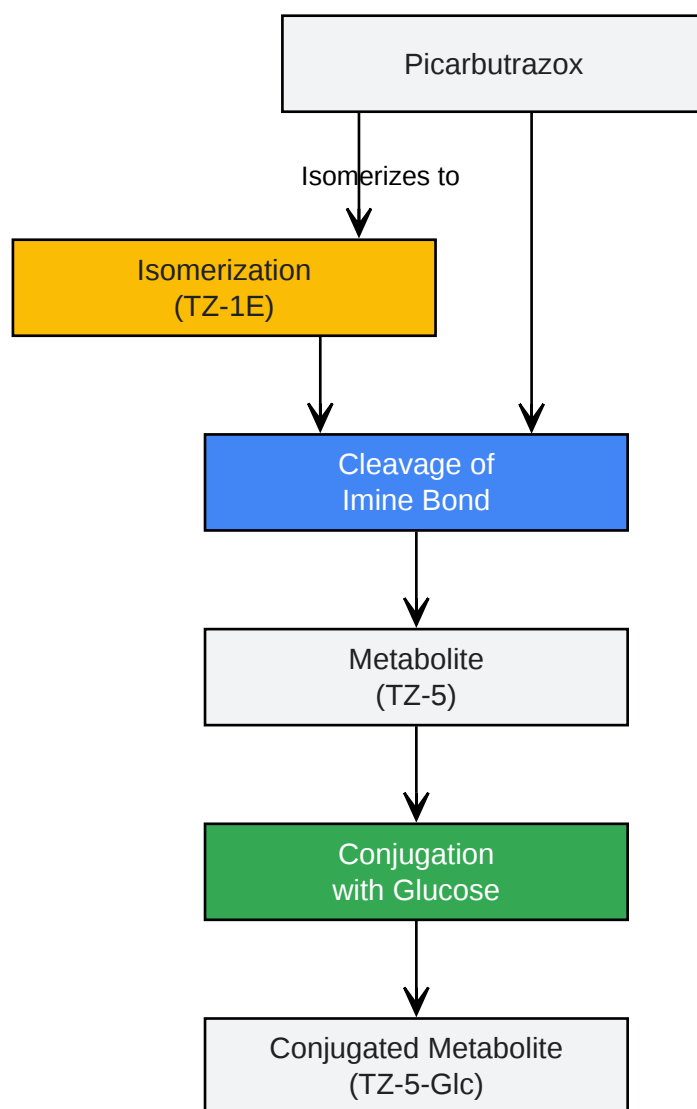 Picarbutrazox
Isomerizes to
Isomerization
(TZ-1E)
Cleavage of
Imine Bond
Metabolite
(TZ-5)
Conjugation
with Glucose
Conjugated Metabolite
(TZ-5-Glc)